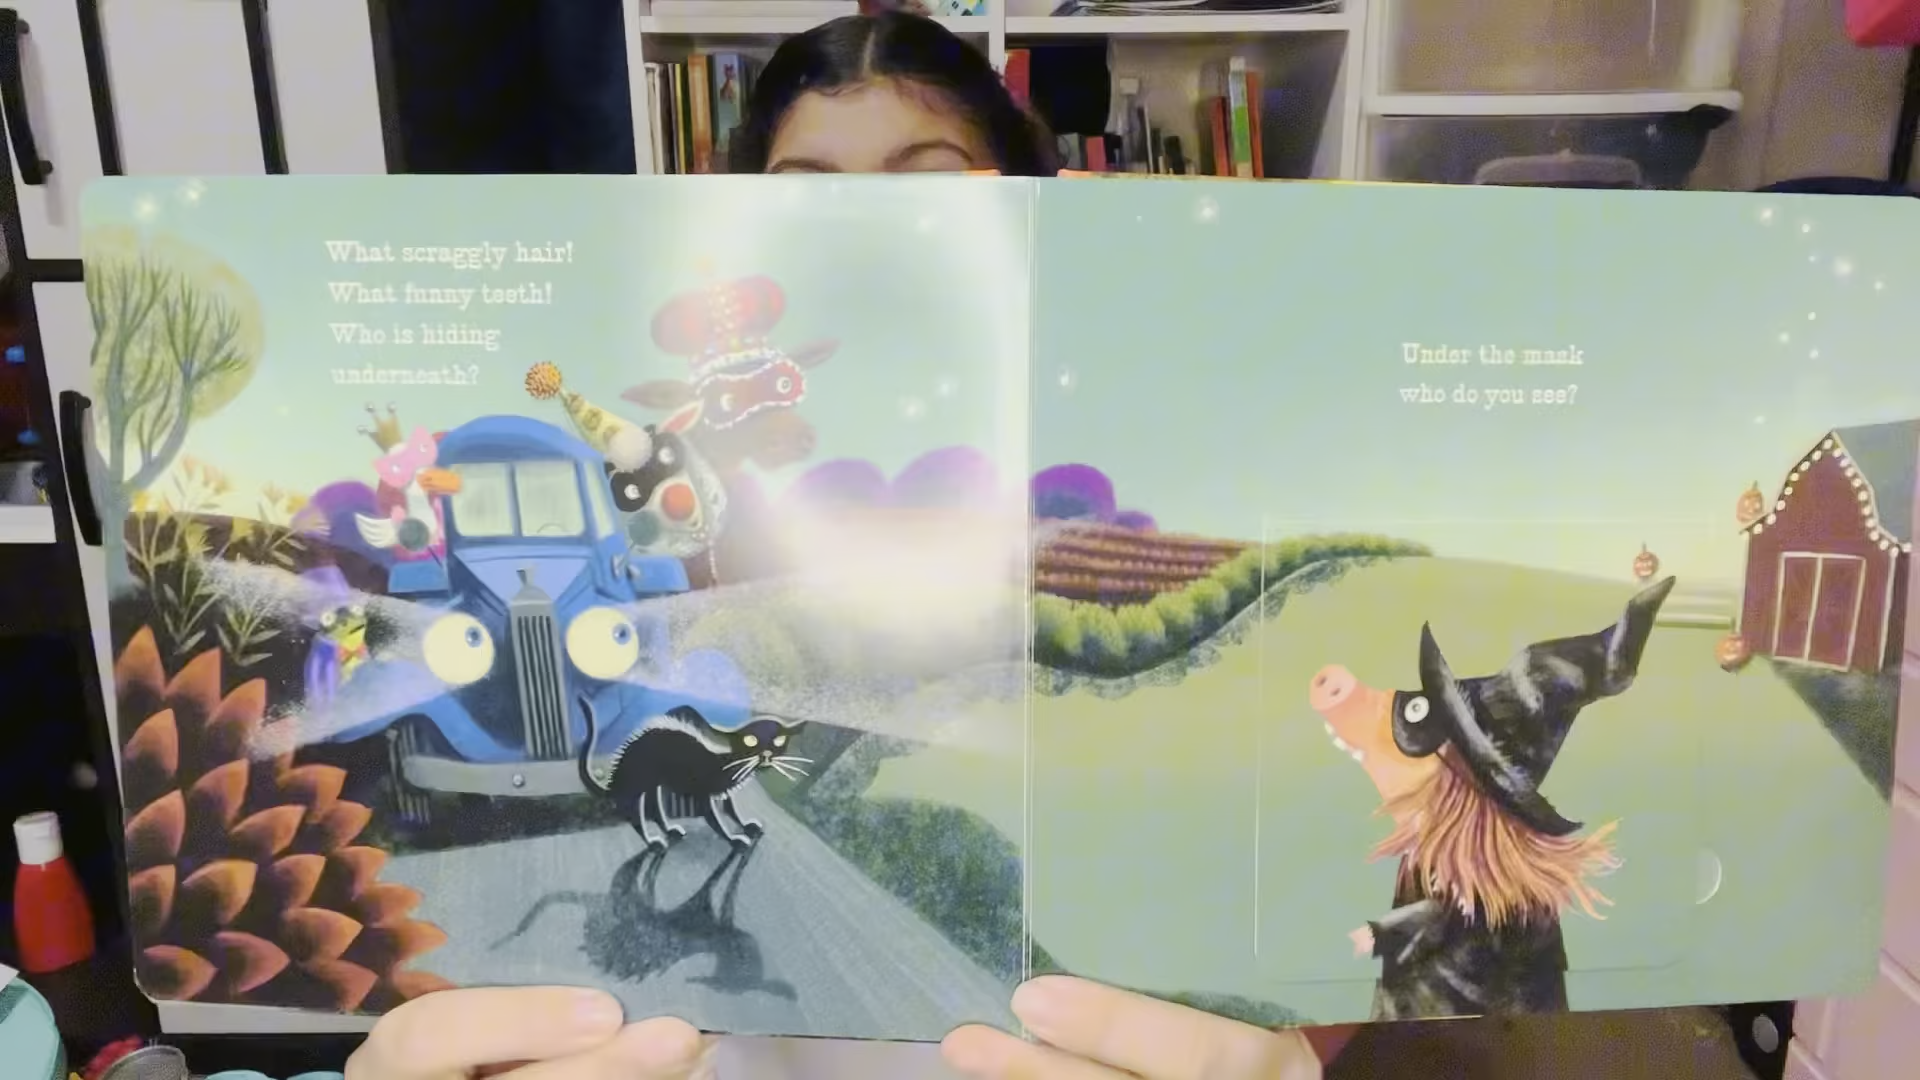 What scraggly hair!
What funny teeth!
Who is hiding
underneath?
Under the mask
who do you see?